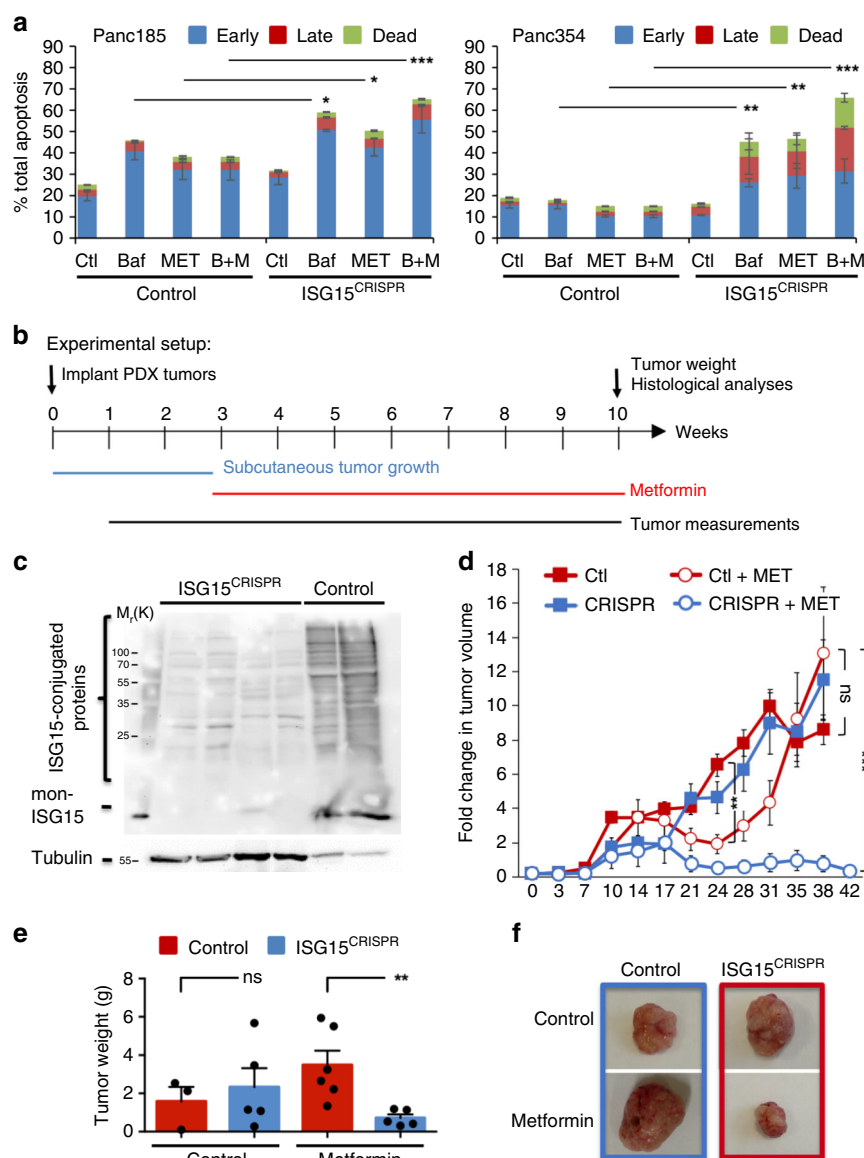 a
Panc185 Early Late Dead
% total apoptosis
90
80
70
60
50
40
30
20
10
0
*
*
***
Ctl Baf MET B+M Ctl Baf MET B+M
Control ISG15CRISPR
Panc354 Early Late Dead
90
80
70
60
50
40
30
20
10
0
**
**
***
Ctl Baf MET B+M Ctl Baf MET B+M
Control ISG15CRISPR
b
Experimental setup:
Implant PDX tumors
Tumor weight
Histological analyses
0 1 2 3 4 5 6 7 8 9 10
Weeks
Subcutaneous tumor growth
Metformin
Tumor measurements
c
ISG15CRISPR Control
Mr(K)
ISG15-conjugated
proteins
100
70
55
35
25
mon-
ISG15
Tubulin 55
d
Fold change in tumor volume
18
16
14
12
10
8
6
4
2
0
Ctl Ctl + MET
CRISPR CRISPR + MET
**
ns
0 3 7 10 14 17 21 24 28 31 35 38 42
e
Control ISG15CRISPR
Tumor weight (g)
8
6
4
2
0
ns **
Control Metformin
f
Control ISG15CRISPR
Control
Metformin